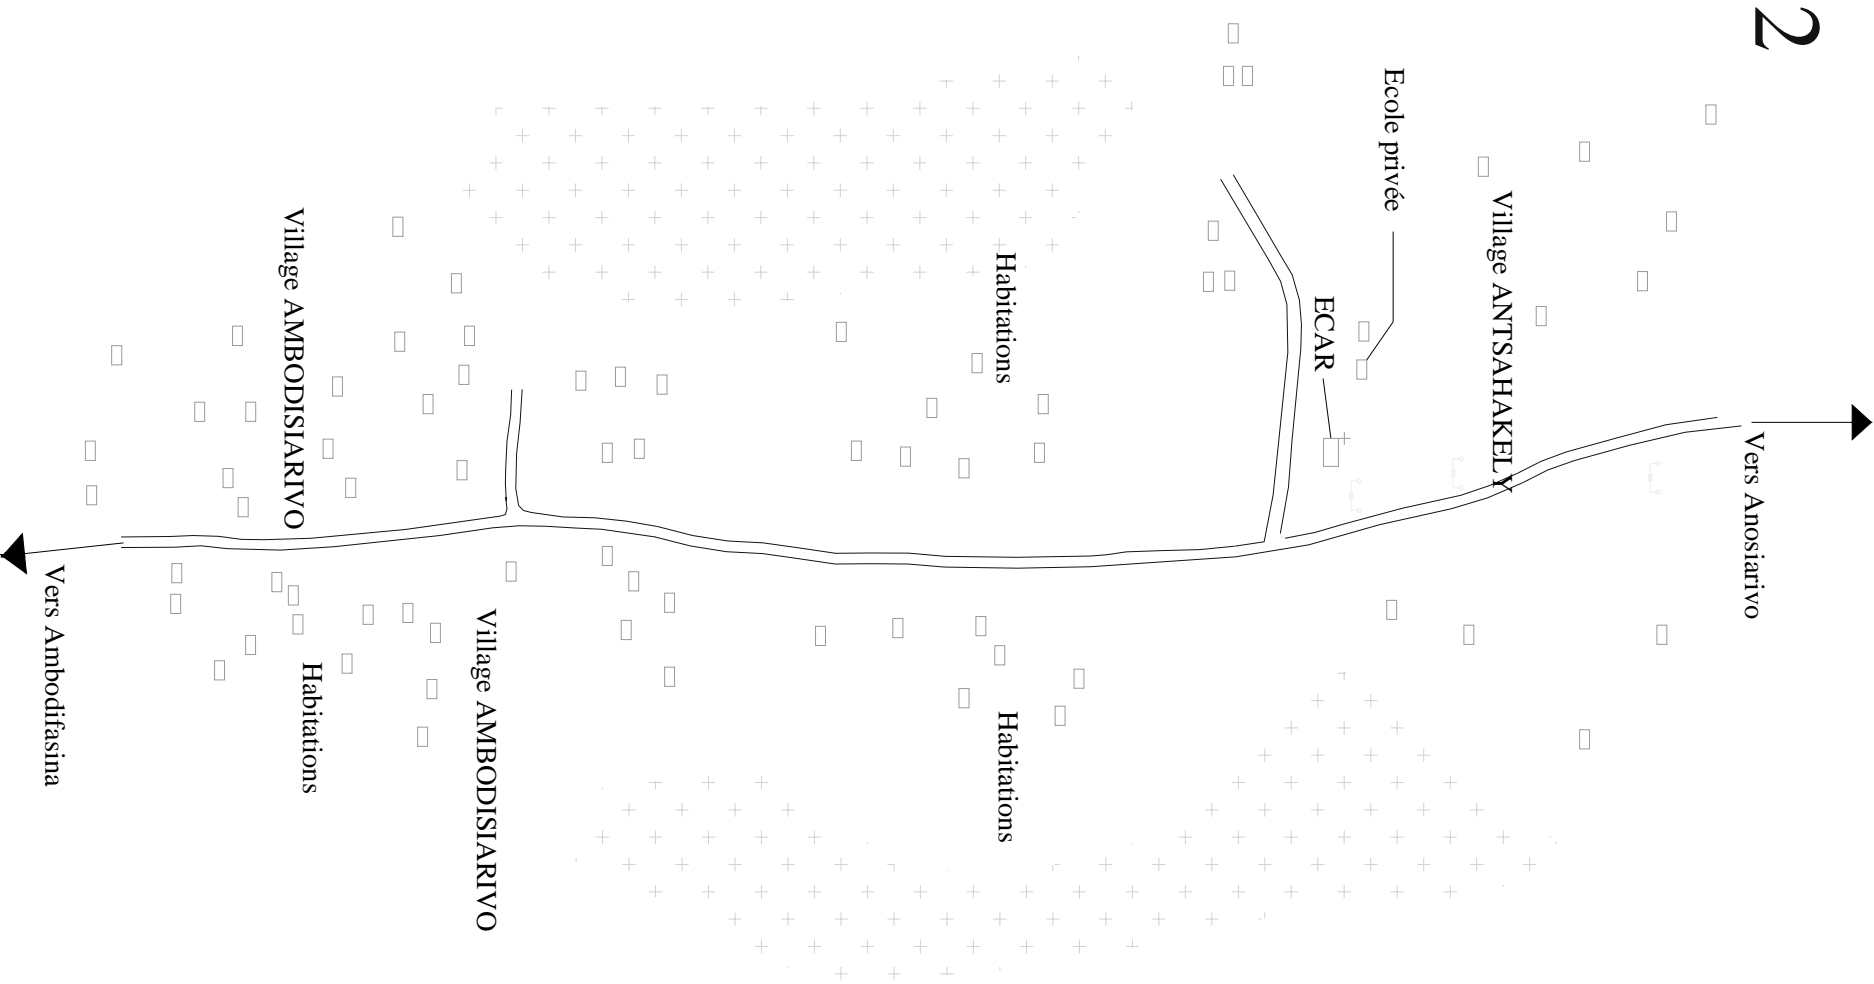 2
Vers Anosiarivo
Village ANTSAHAKELY
Ecole privée
ECAR
Habitations
Habitations
Village AMBODISIARIVO
Village AMBODISIARIVO
Habitations
Vers Ambodifasina